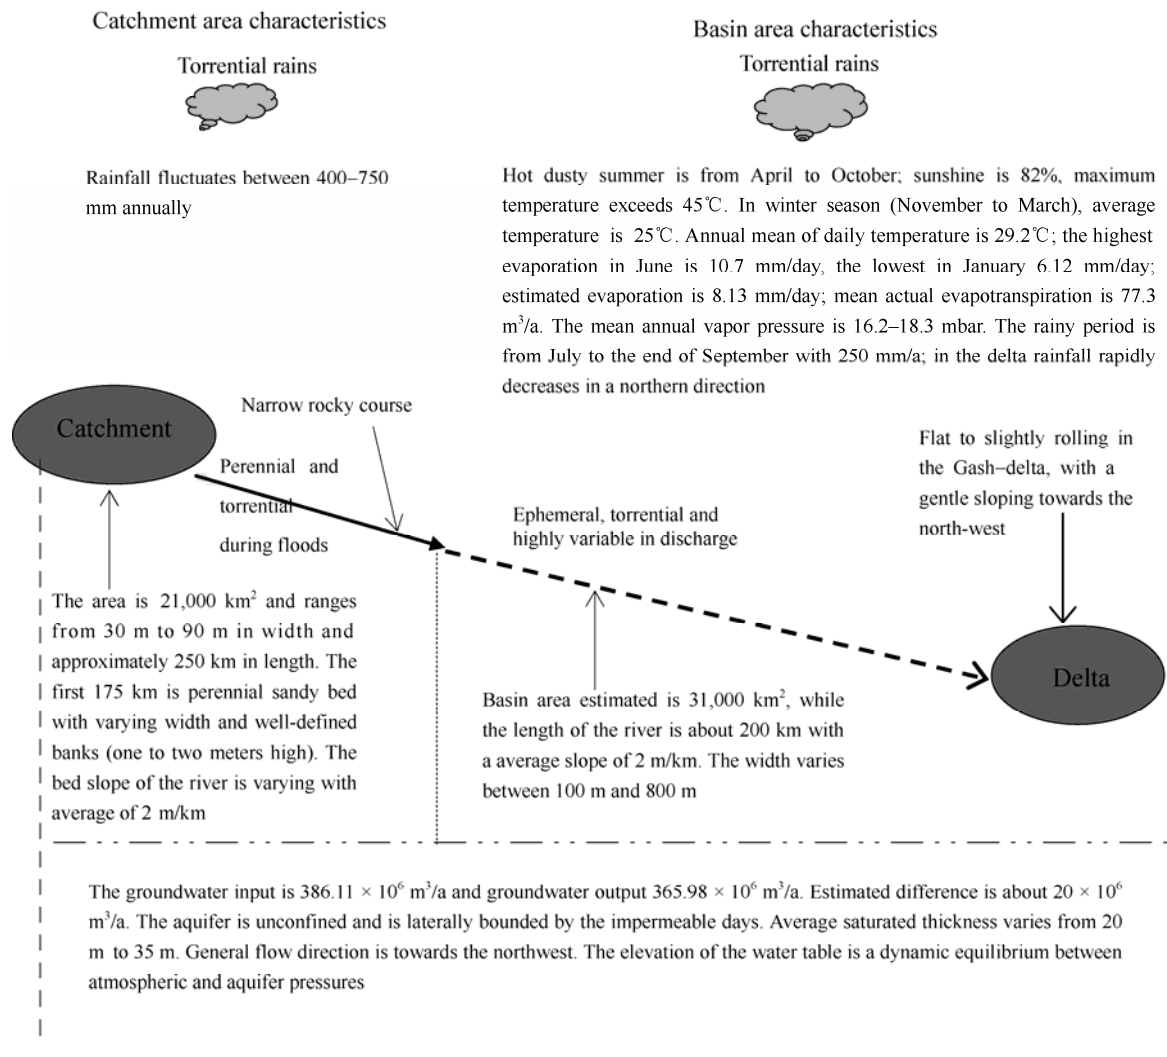 Catchment area characteristics
Torrential rains
Rainfall fluctuates between 400–750
mm annually
Basin area characteristics
Torrential rains
Hot dusty summer is from April to October; sunshine is 82%, maximum
temperature exceeds 45℃. In winter season (November to March), average
temperature is 25℃. Annual mean of daily temperature is 29.2℃; the highest
evaporation in June is 10.7 mm/day, the lowest in January 6.12 mm/day;
estimated evaporation is 8.13 mm/day; mean actual evapotranspiration is 77.3
m³/a. The mean annual vapor pressure is 16.2–18.3 mbar. The rainy period is
from July to the end of September with 250 mm/a; in the delta rainfall rapidly
decreases in a northern direction
Catchment
Narrow rocky course
Perennial and
torrential
during floods
Ephemeral, torrential and
highly variable in discharge
Flat to slightly rolling in
the Gash–delta, with a
gentle sloping towards the
north-west
Delta
The area is 21,000 km² and ranges
from 30 m to 90 m in width and
approximately 250 km in length. The
first 175 km is perennial sandy bed
with varying width and well-defined
banks (one to two meters high). The
bed slope of the river is varying with
average of 2 m/km
Basin area estimated is 31,000 km², while
the length of the river is about 200 km with
a average slope of 2 m/km. The width varies
between 100 m and 800 m
The groundwater input is 386.11 × 10⁶ m³/a and groundwater output 365.98 × 10⁶ m³/a. Estimated difference is about 20 × 10⁶
m³/a. The aquifer is unconfined and is laterally bounded by the impermeable days. Average saturated thickness varies from 20
m to 35 m. General flow direction is towards the northwest. The elevation of the water table is a dynamic equilibrium between
atmospheric and aquifer pressures